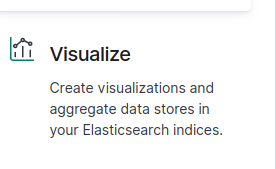 Visualize
Create visualizations and
aggregate data stores in
your Elasticsearch indices.